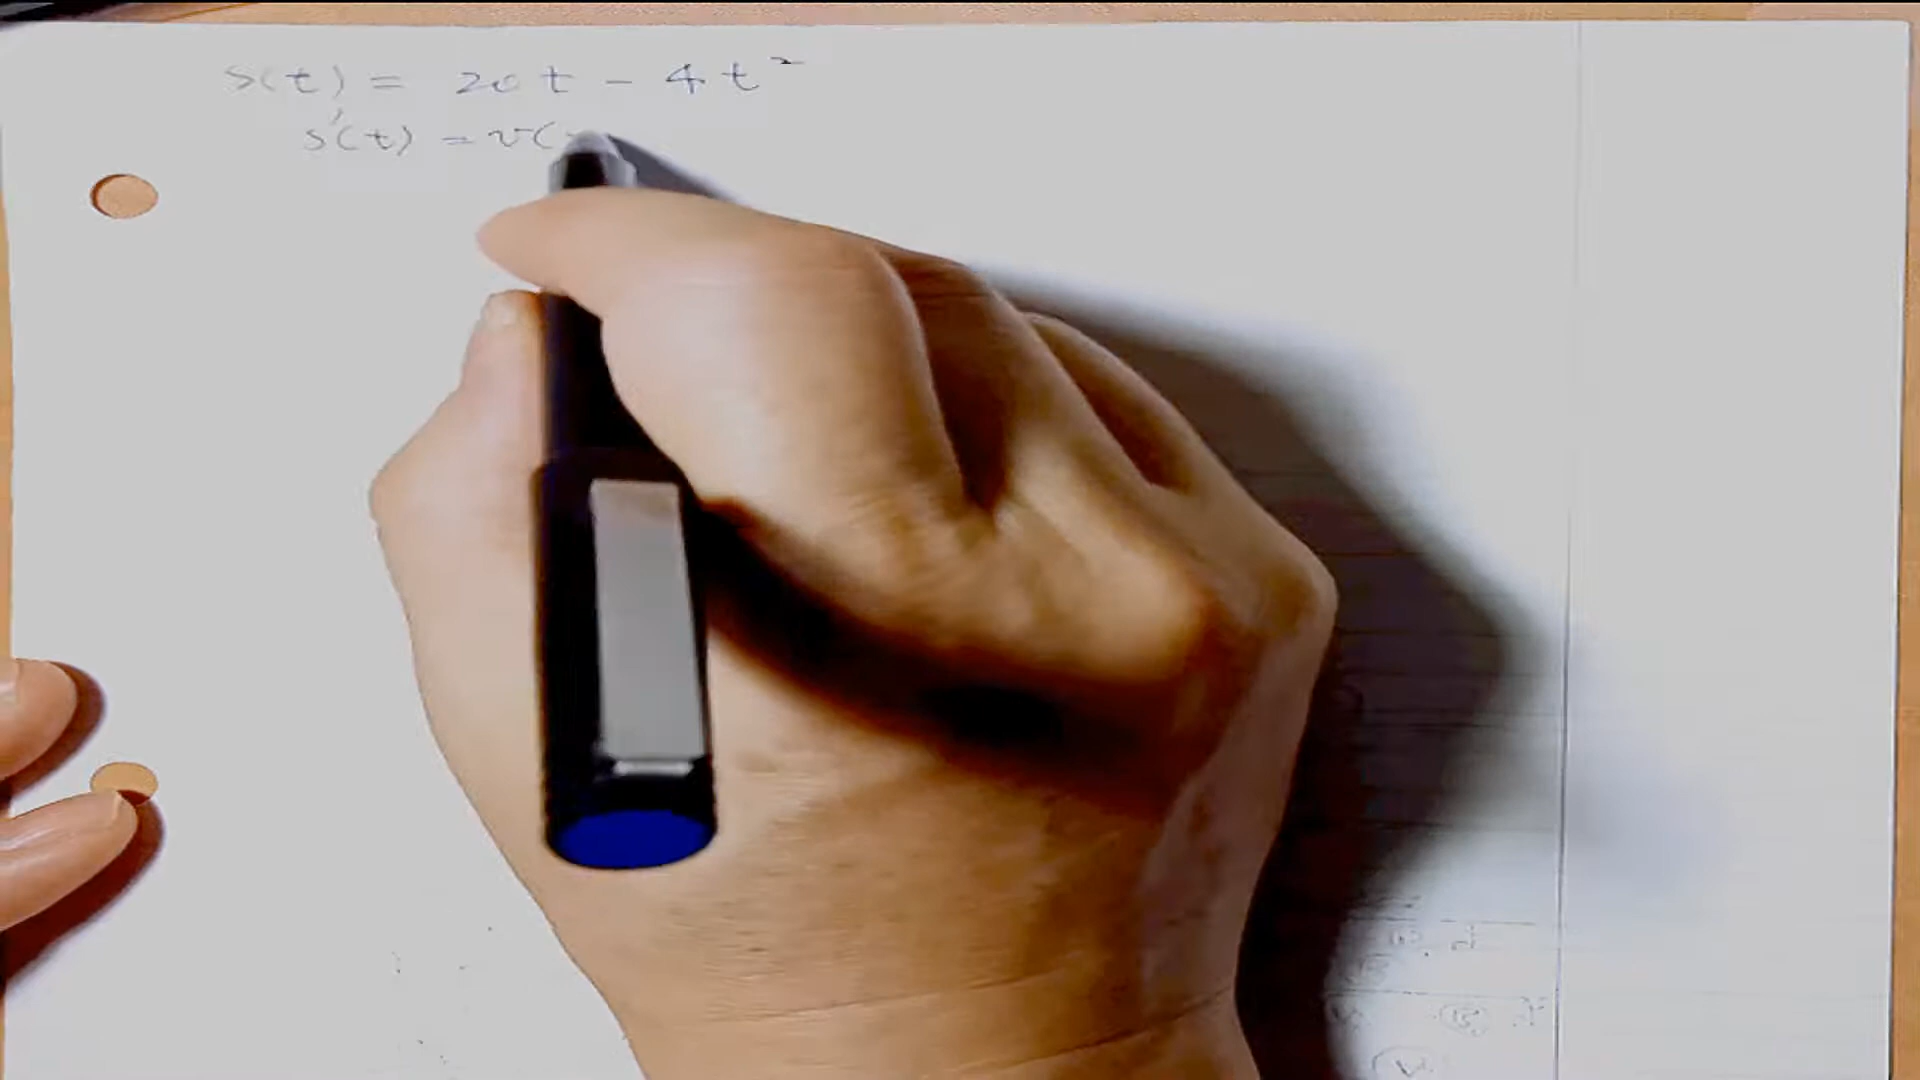 s(t) = 20t - 4t²
s'(t) = v(